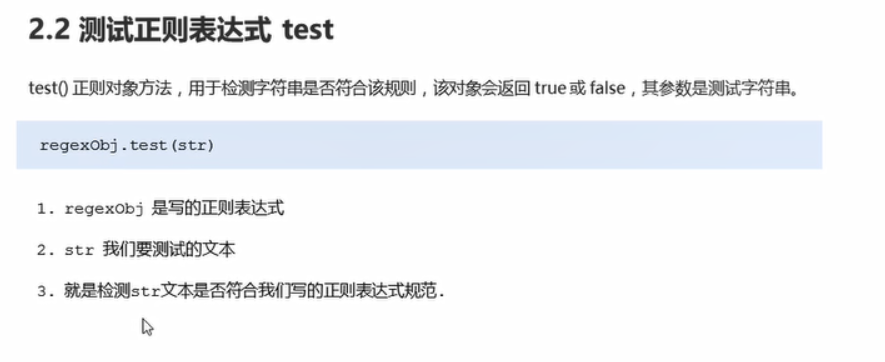 2.2 测试正则表达式 test
test() 正则对象方法，用于检测字符串是否符合该规则，该对象会返回 true 或 false，其参数是测试字符串。
regexObj.test(str)
1. regexObj 是写的正则表达式
2. str 我们要测试的文本
3. 就是检测str文本是否符合我们写的正则表达式规范.